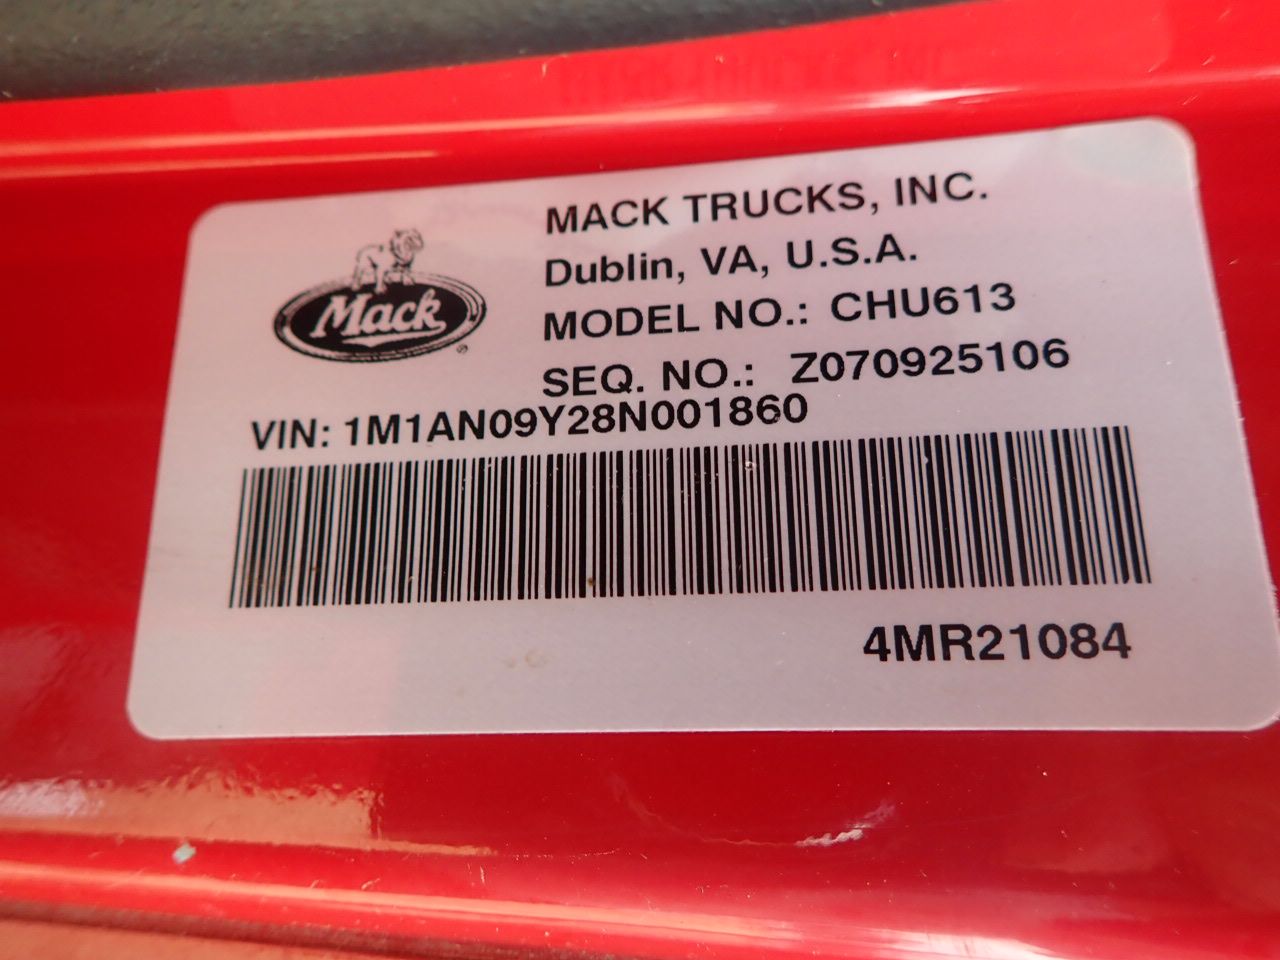 MACK TRUCKS, INC.
Dublin, VA, U.S.A.
Mack
®
MODEL NO.: CHU613
SEQ. NO.: Z070925106
VIN: 1M1AN09Y28N001860
4MR21084